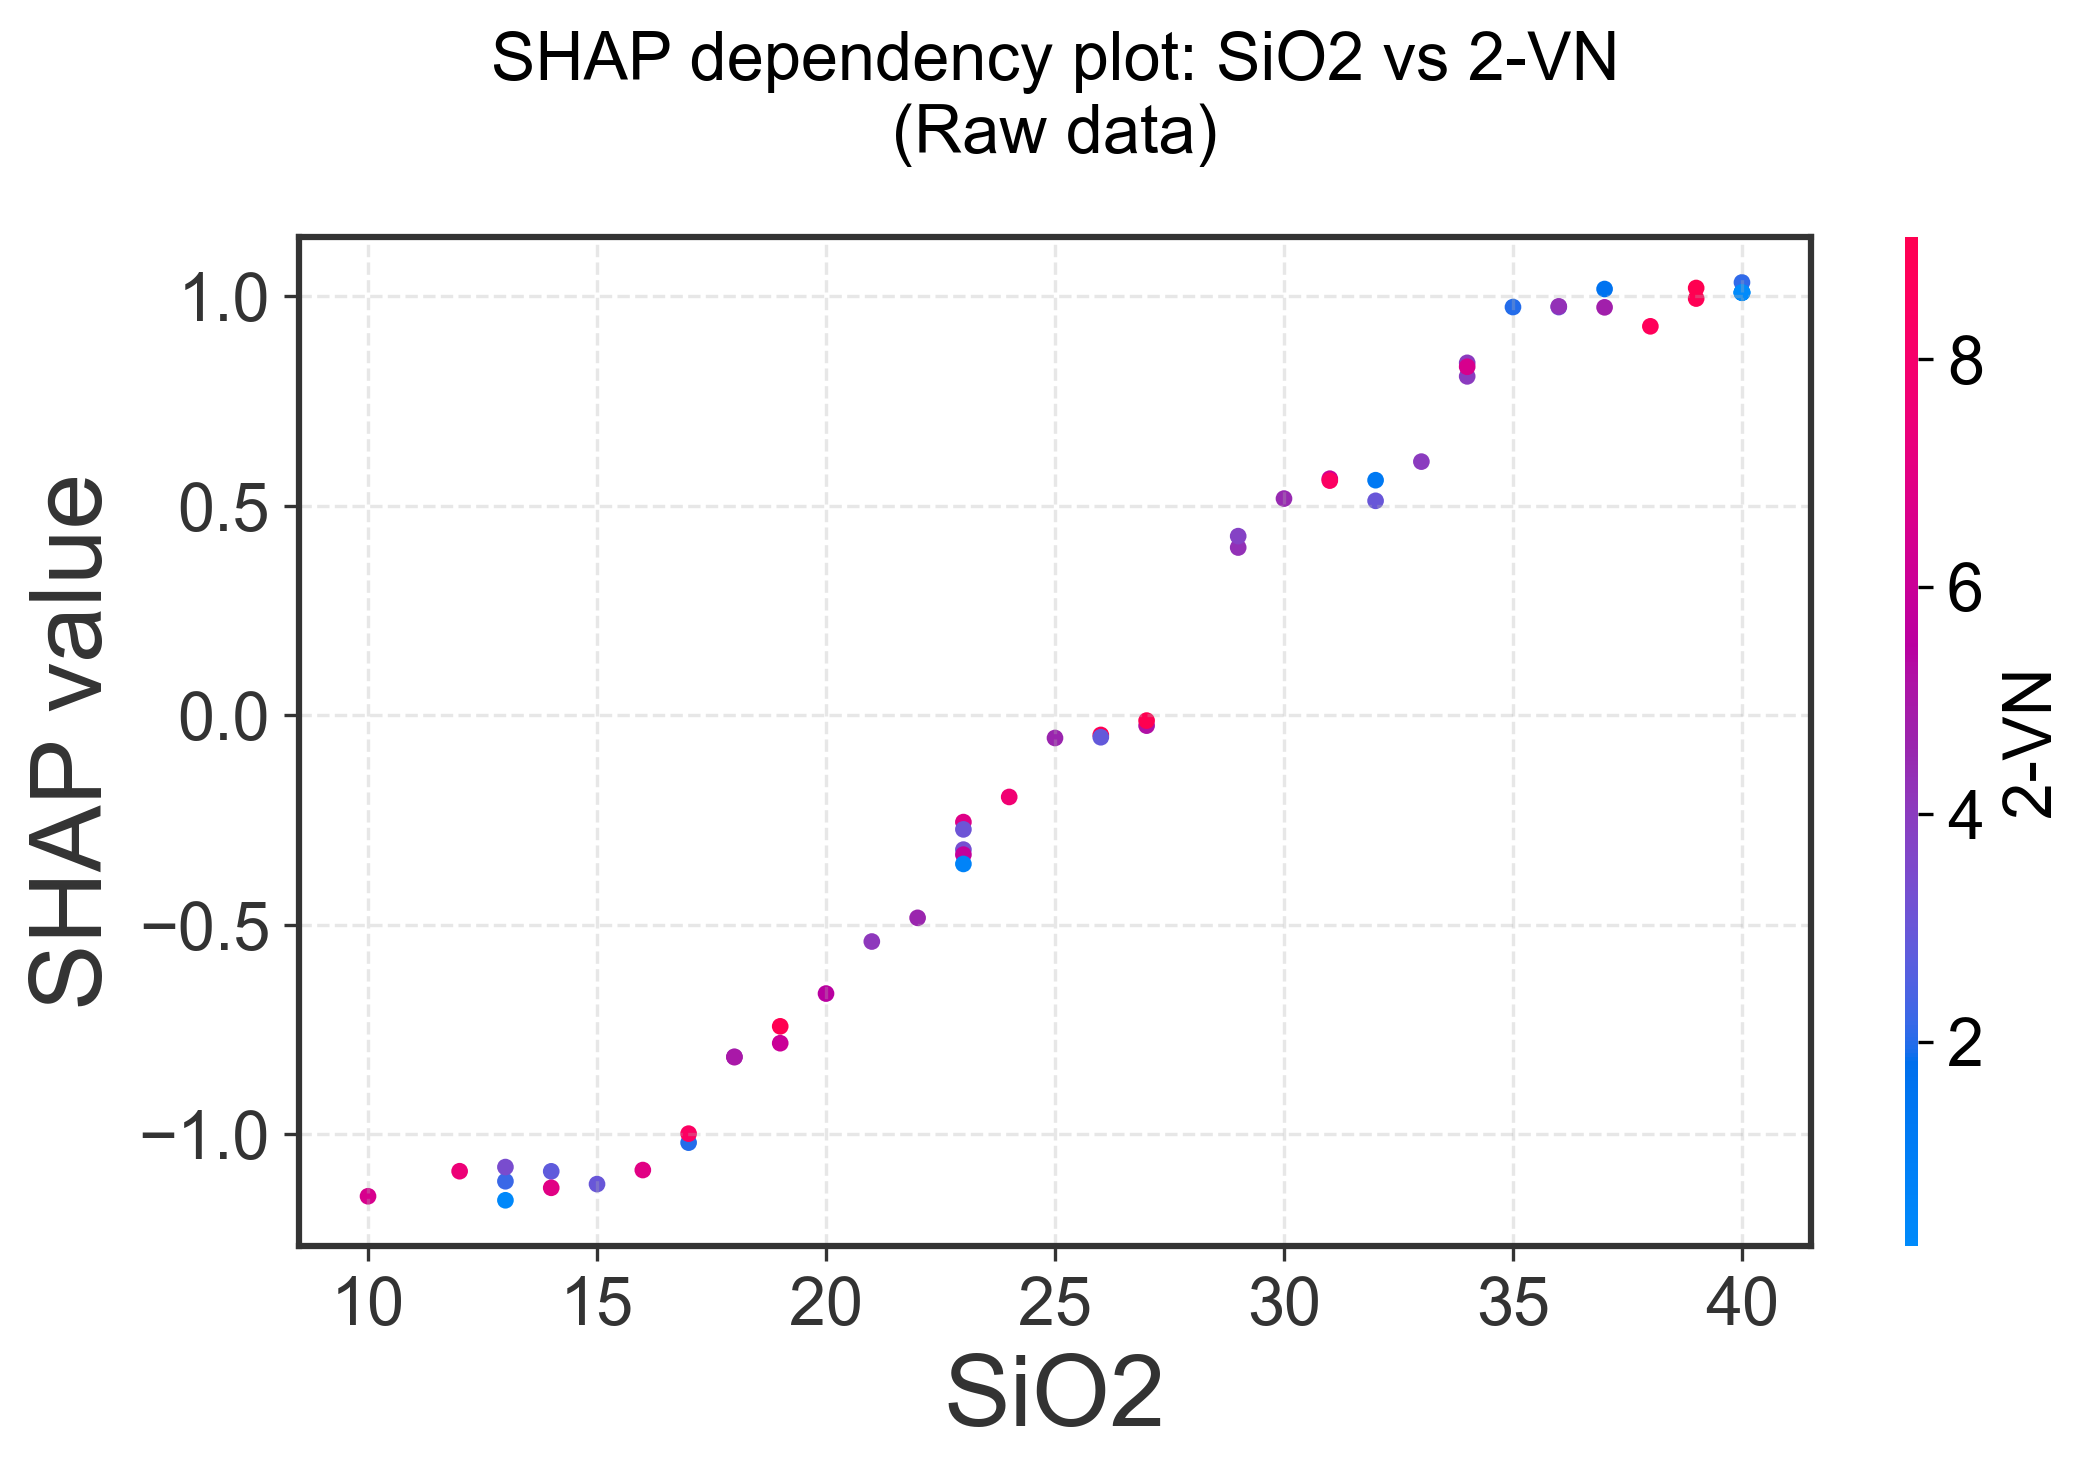 SHAP dependency plot: SiO2 vs 2-VN
(Raw data)
SHAP value
1.0
0.5
0.0
−0.5
−1.0
10 15 20 25 30 35 40
SiO2
8
6
4
2
2-VN